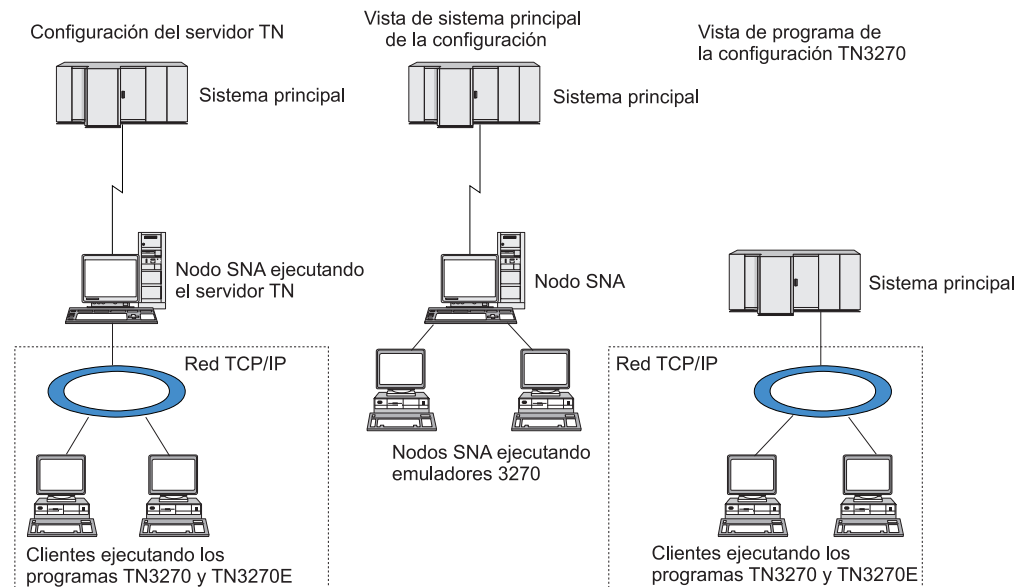 Configuración del servidor TN
Sistema principal
Nodo SNA ejecutando
el servidor TN
Red TCP/IP
Clientes ejecutando los
programas TN3270 y TN3270E
Vista de sistema principal
de la configuración
Sistema principal
Nodo SNA
Nodos SNA ejecutando
emuladores 3270
Vista de programa de
la configuración TN3270
Sistema principal
Red TCP/IP
Clientes ejecutando los
programas TN3270 y TN3270E